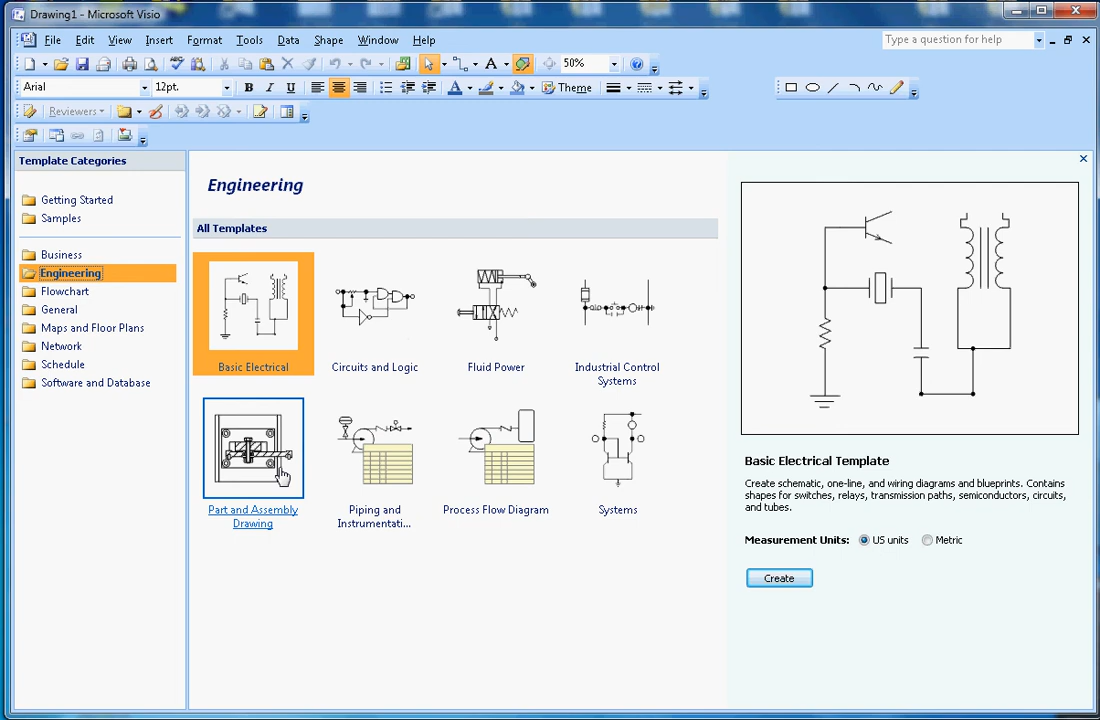 Drawing1 - Microsoft Visio
File Edit View Insert Format Tools Data Shape Window Help
Type a question for help
50%
Arial 12pt. B I U A Theme
Reviewers
Template Categories
Getting Started
Samples
Business
Engineering
Flowchart
General
Maps and Floor Plans
Network
Schedule
Software and Database
Engineering
All Templates
Basic Electrical
Circuits and Logic
Fluid Power
Industrial Control
Systems
Part and Assembly
Drawing
Piping and
Instrumentati...
Process Flow Diagram
Systems
Basic Electrical Template
Create schematic, one-line, and wiring diagrams and blueprints. Contains
shapes for switches, relays, transmission paths, semiconductors, circuits,
and tubes.
Measurement Units: US units Metric
Create